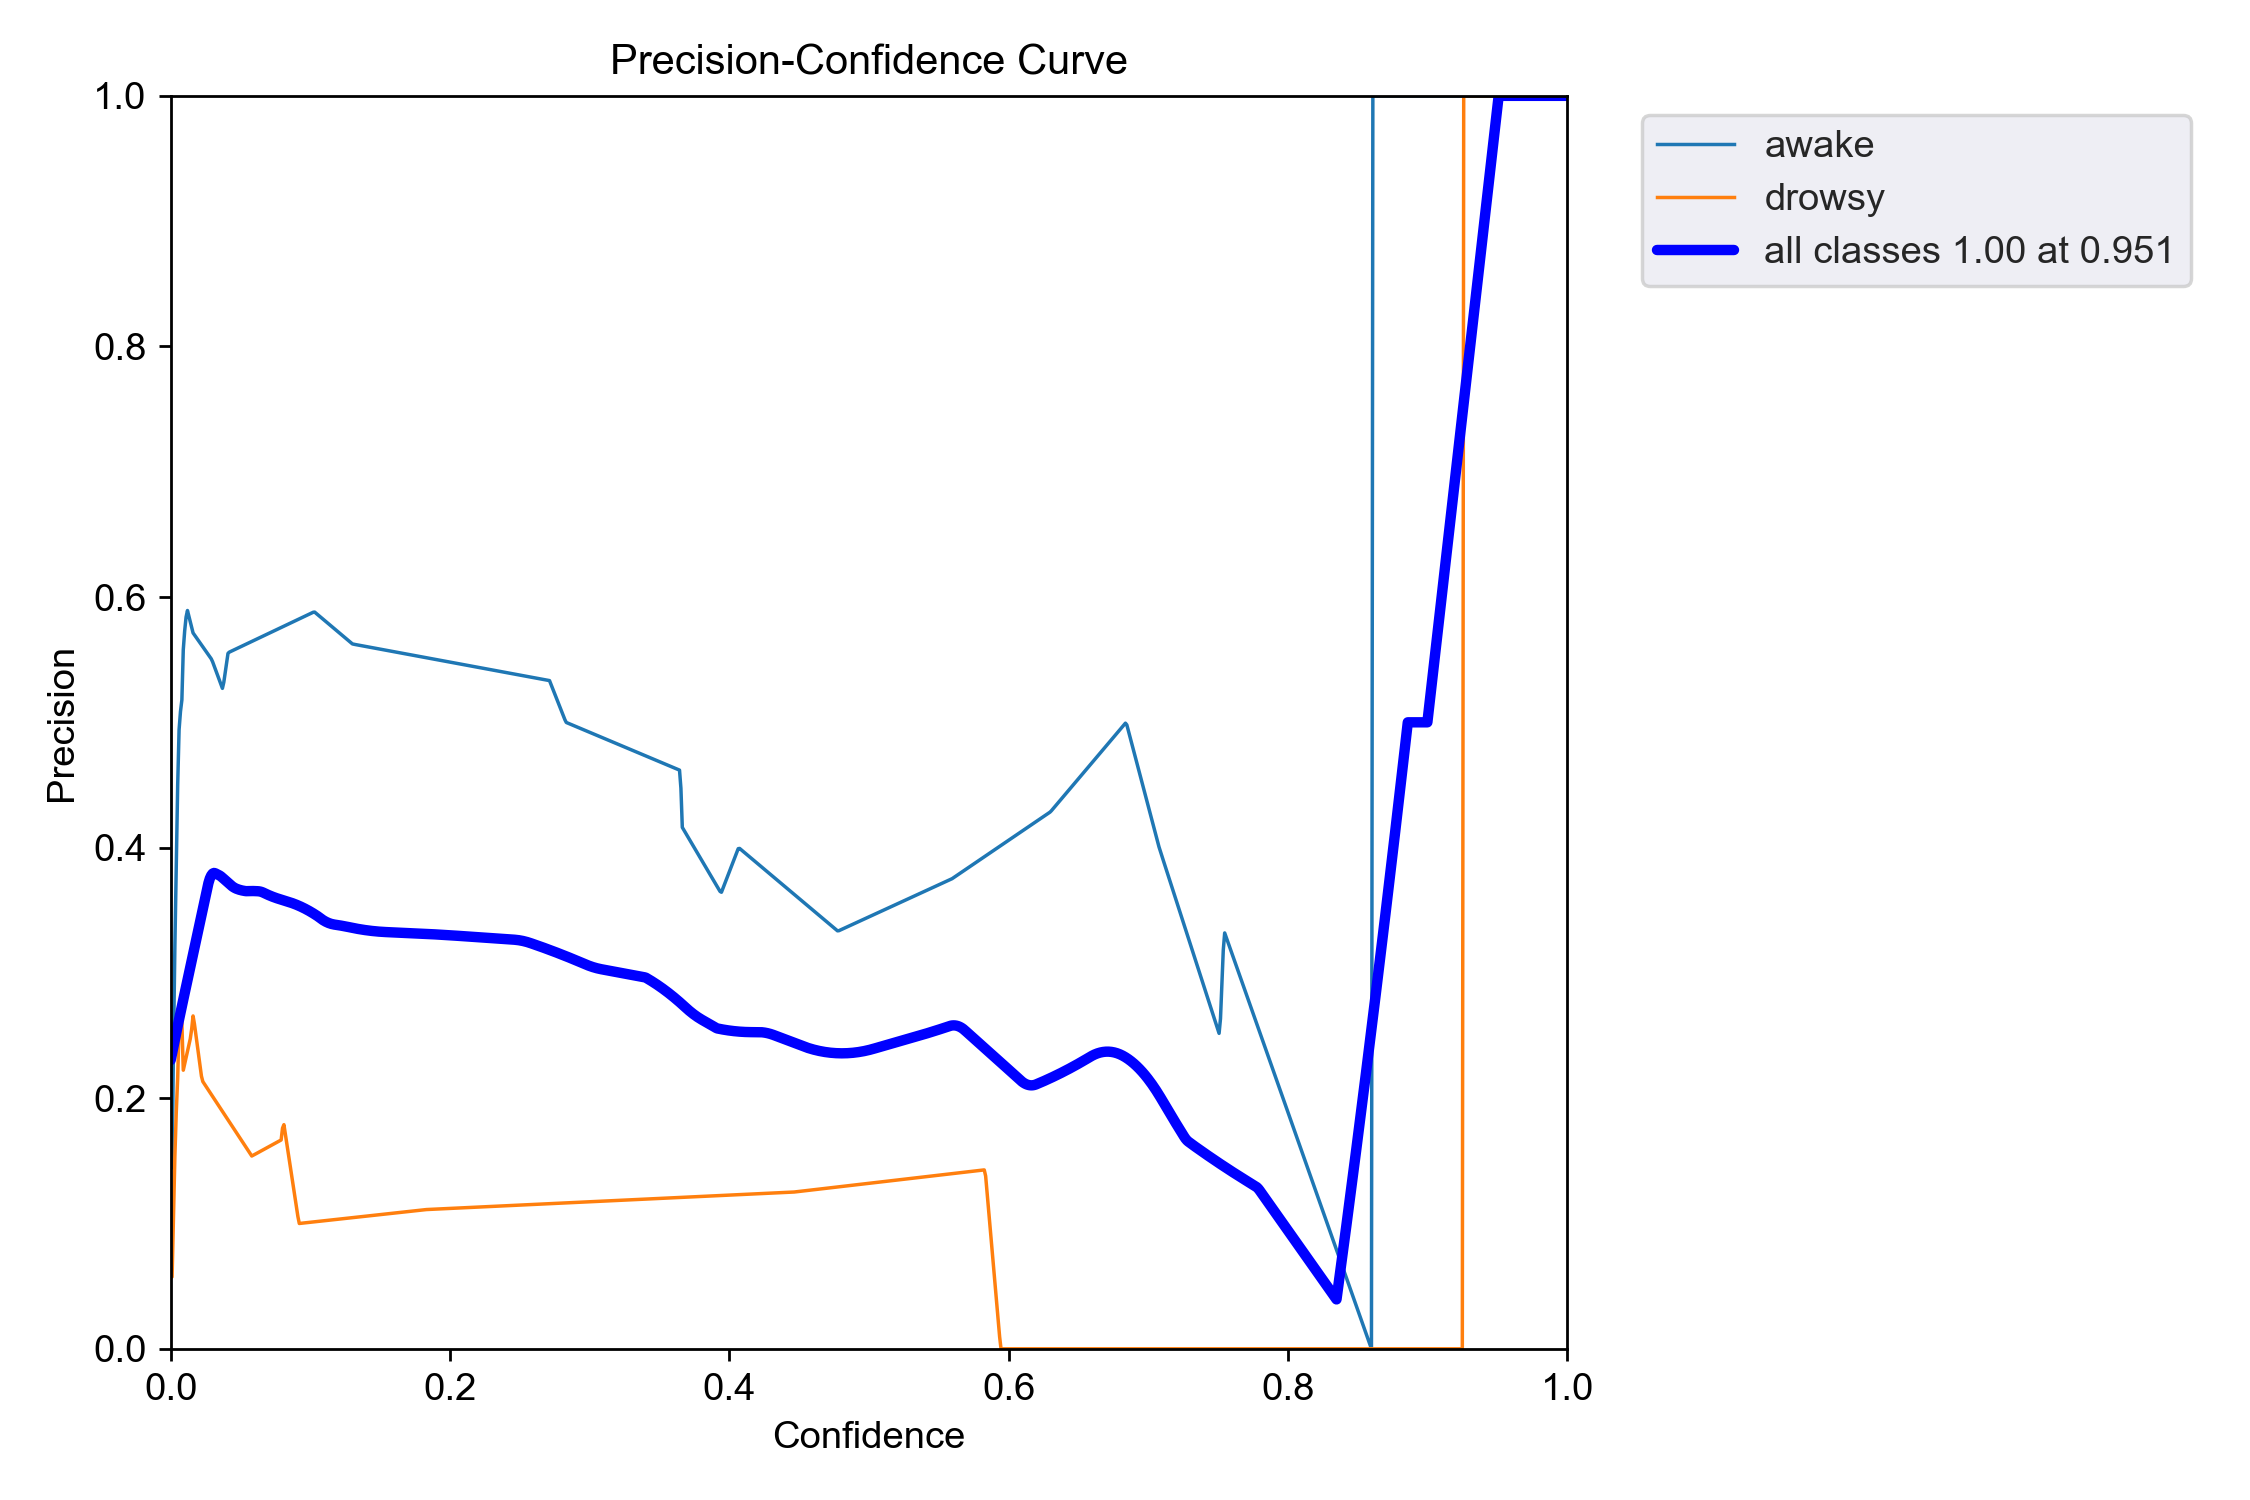 Precision-Confidence Curve
1.0
0.8
0.6
0.4
0.2
0.0
Precision
0.0 0.2 0.4 0.6 0.8 1.0
Confidence
awake
drowsy
all classes 1.00 at 0.951